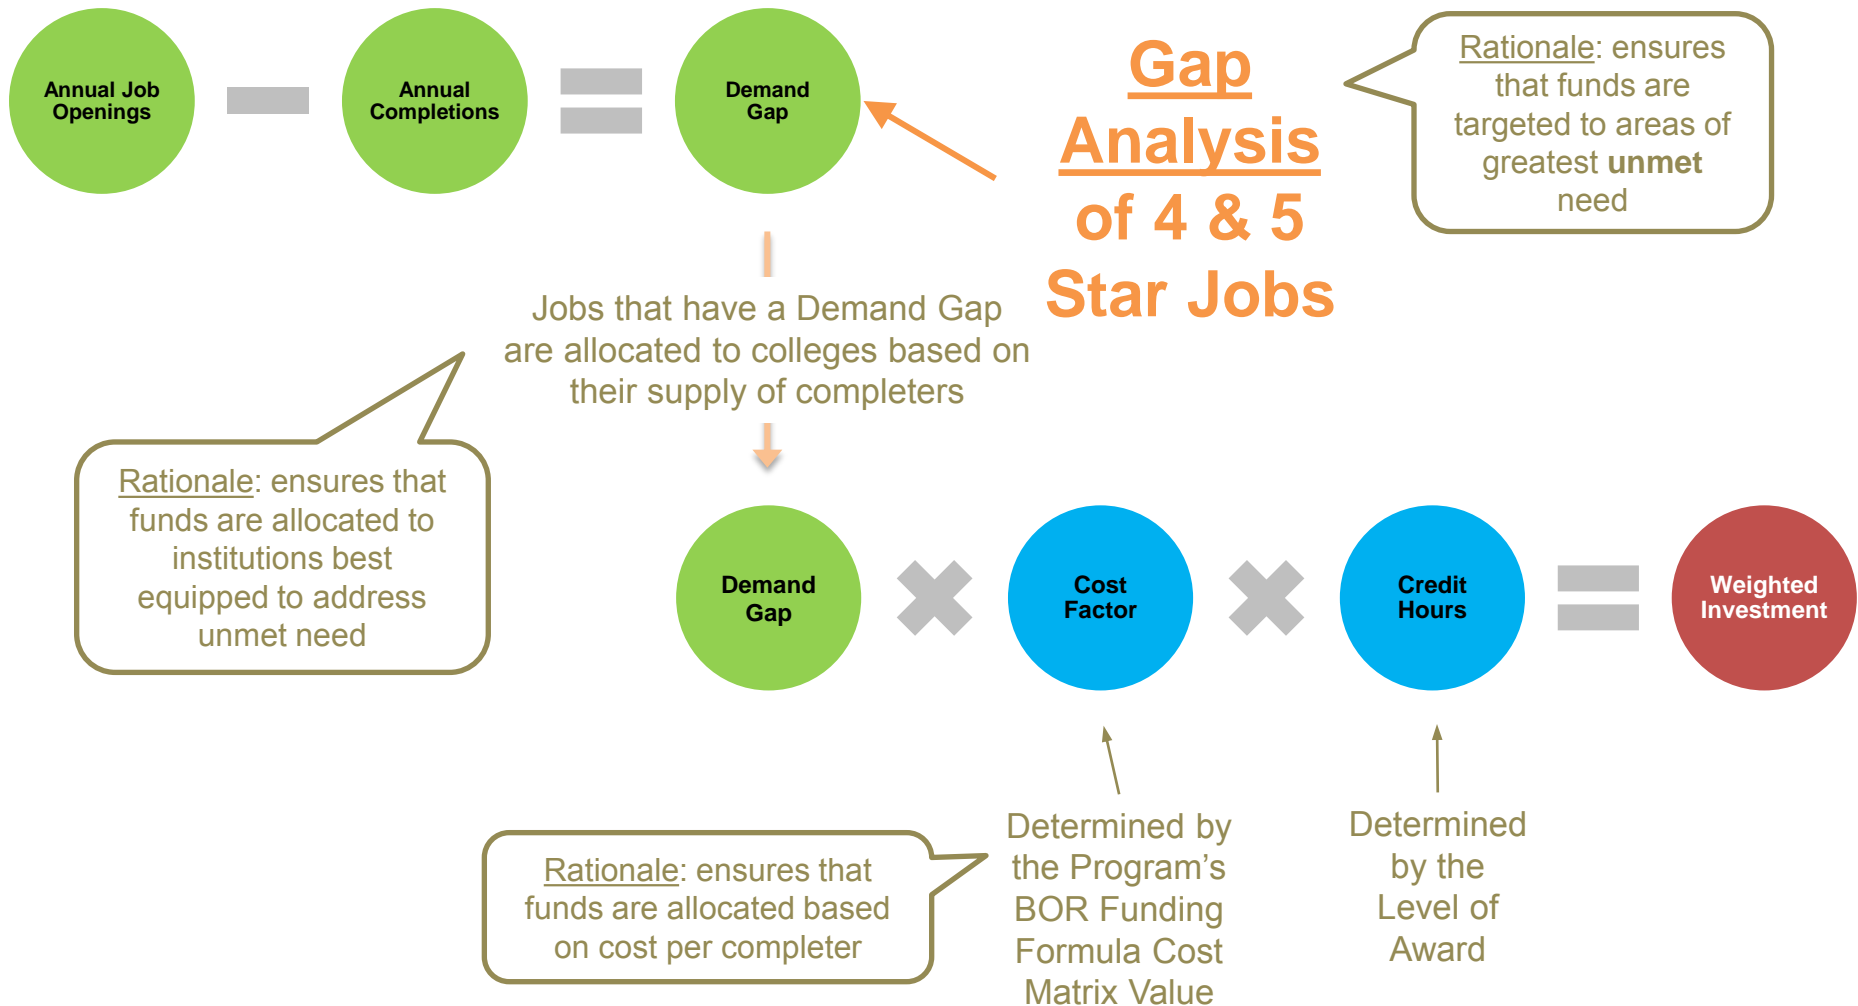 Annual Job
Openings
Annual
Completions
Demand
Gap
Gap
Analysis
of 4 & 5
Star Jobs
Rationale: ensures
that funds are
targeted to areas of
greatest unmet
need
Jobs that have a Demand Gap
are allocated to colleges based on
their supply of completers
Rationale: ensures that
funds are allocated to
institutions best
equipped to address
unmet need
Demand
Gap
Cost
Factor
Credit
Hours
Weighted
Investment
Rationale: ensures that
funds are allocated based
on cost per completer
Determined by
the Program’s
BOR Funding
Formula Cost
Matrix Value
Determined
by the
Level of
Award